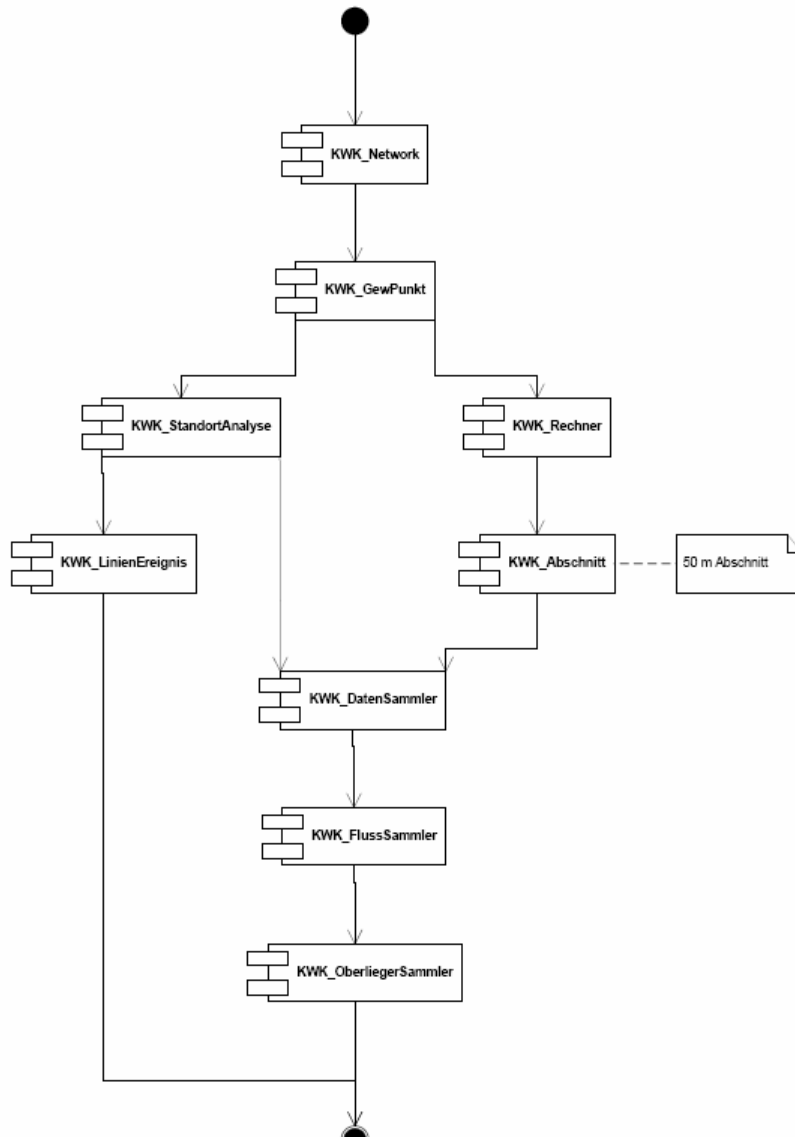 KWK_Network
KWK_GewPunkt
KWK_StandortAnalyse
KWK_Rechner
KWK_LinienEreignis
KWK_Abschnitt
50 m Abschnitt
KWK_DatenSammler
KWK_FlussSammler
KWK_OberliegerSammler